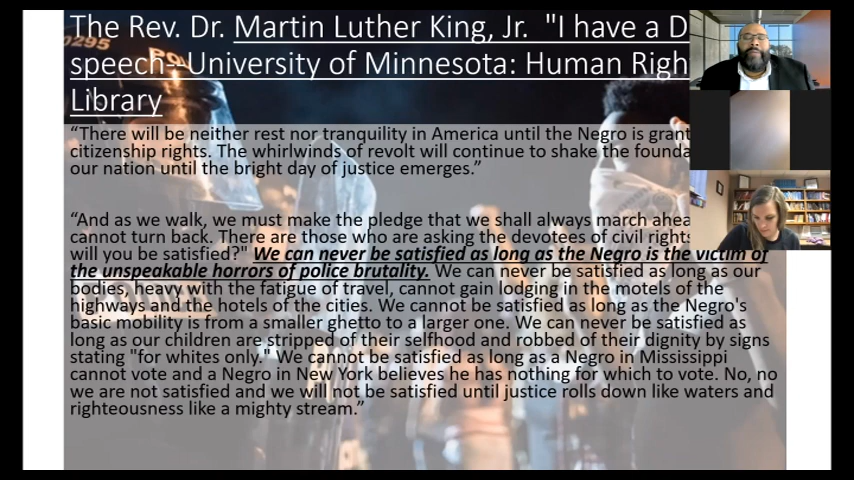 The Rev. Dr. Martin Luther King, Jr. "I have a D
speech--University of Minnesota: Human Righ
Library
0295
PO
“There will be neither rest nor tranquility in America until the Negro is grant
citizenship rights. The whirlwinds of revolt will continue to shake the founda
our nation until the bright day of justice emerges.”
“And as we walk, we must make the pledge that we shall always march ahea
cannot turn back. There are those who are asking the devotees of civil rights
will you be satisfied?" We can never be satisfied as long as the Negro is the victim of
the unspeakable horrors of police brutality. We can never be satisfied as long as our
bodies, heavy with the fatigue of travel, cannot gain lodging in the motels of the
highways and the hotels of the cities. We cannot be satisfied as long as the Negro's
basic mobility is from a smaller ghetto to a larger one. We can never be satisfied as
long as our children are stripped of their selfhood and robbed of their dignity by signs
stating "for whites only." We cannot be satisfied as long as a Negro in Mississippi
cannot vote and a Negro in New York believes he has nothing for which to vote. No, no
we are not satisfied and we will not be satisfied until justice rolls down like waters and
righteousness like a mighty stream.”